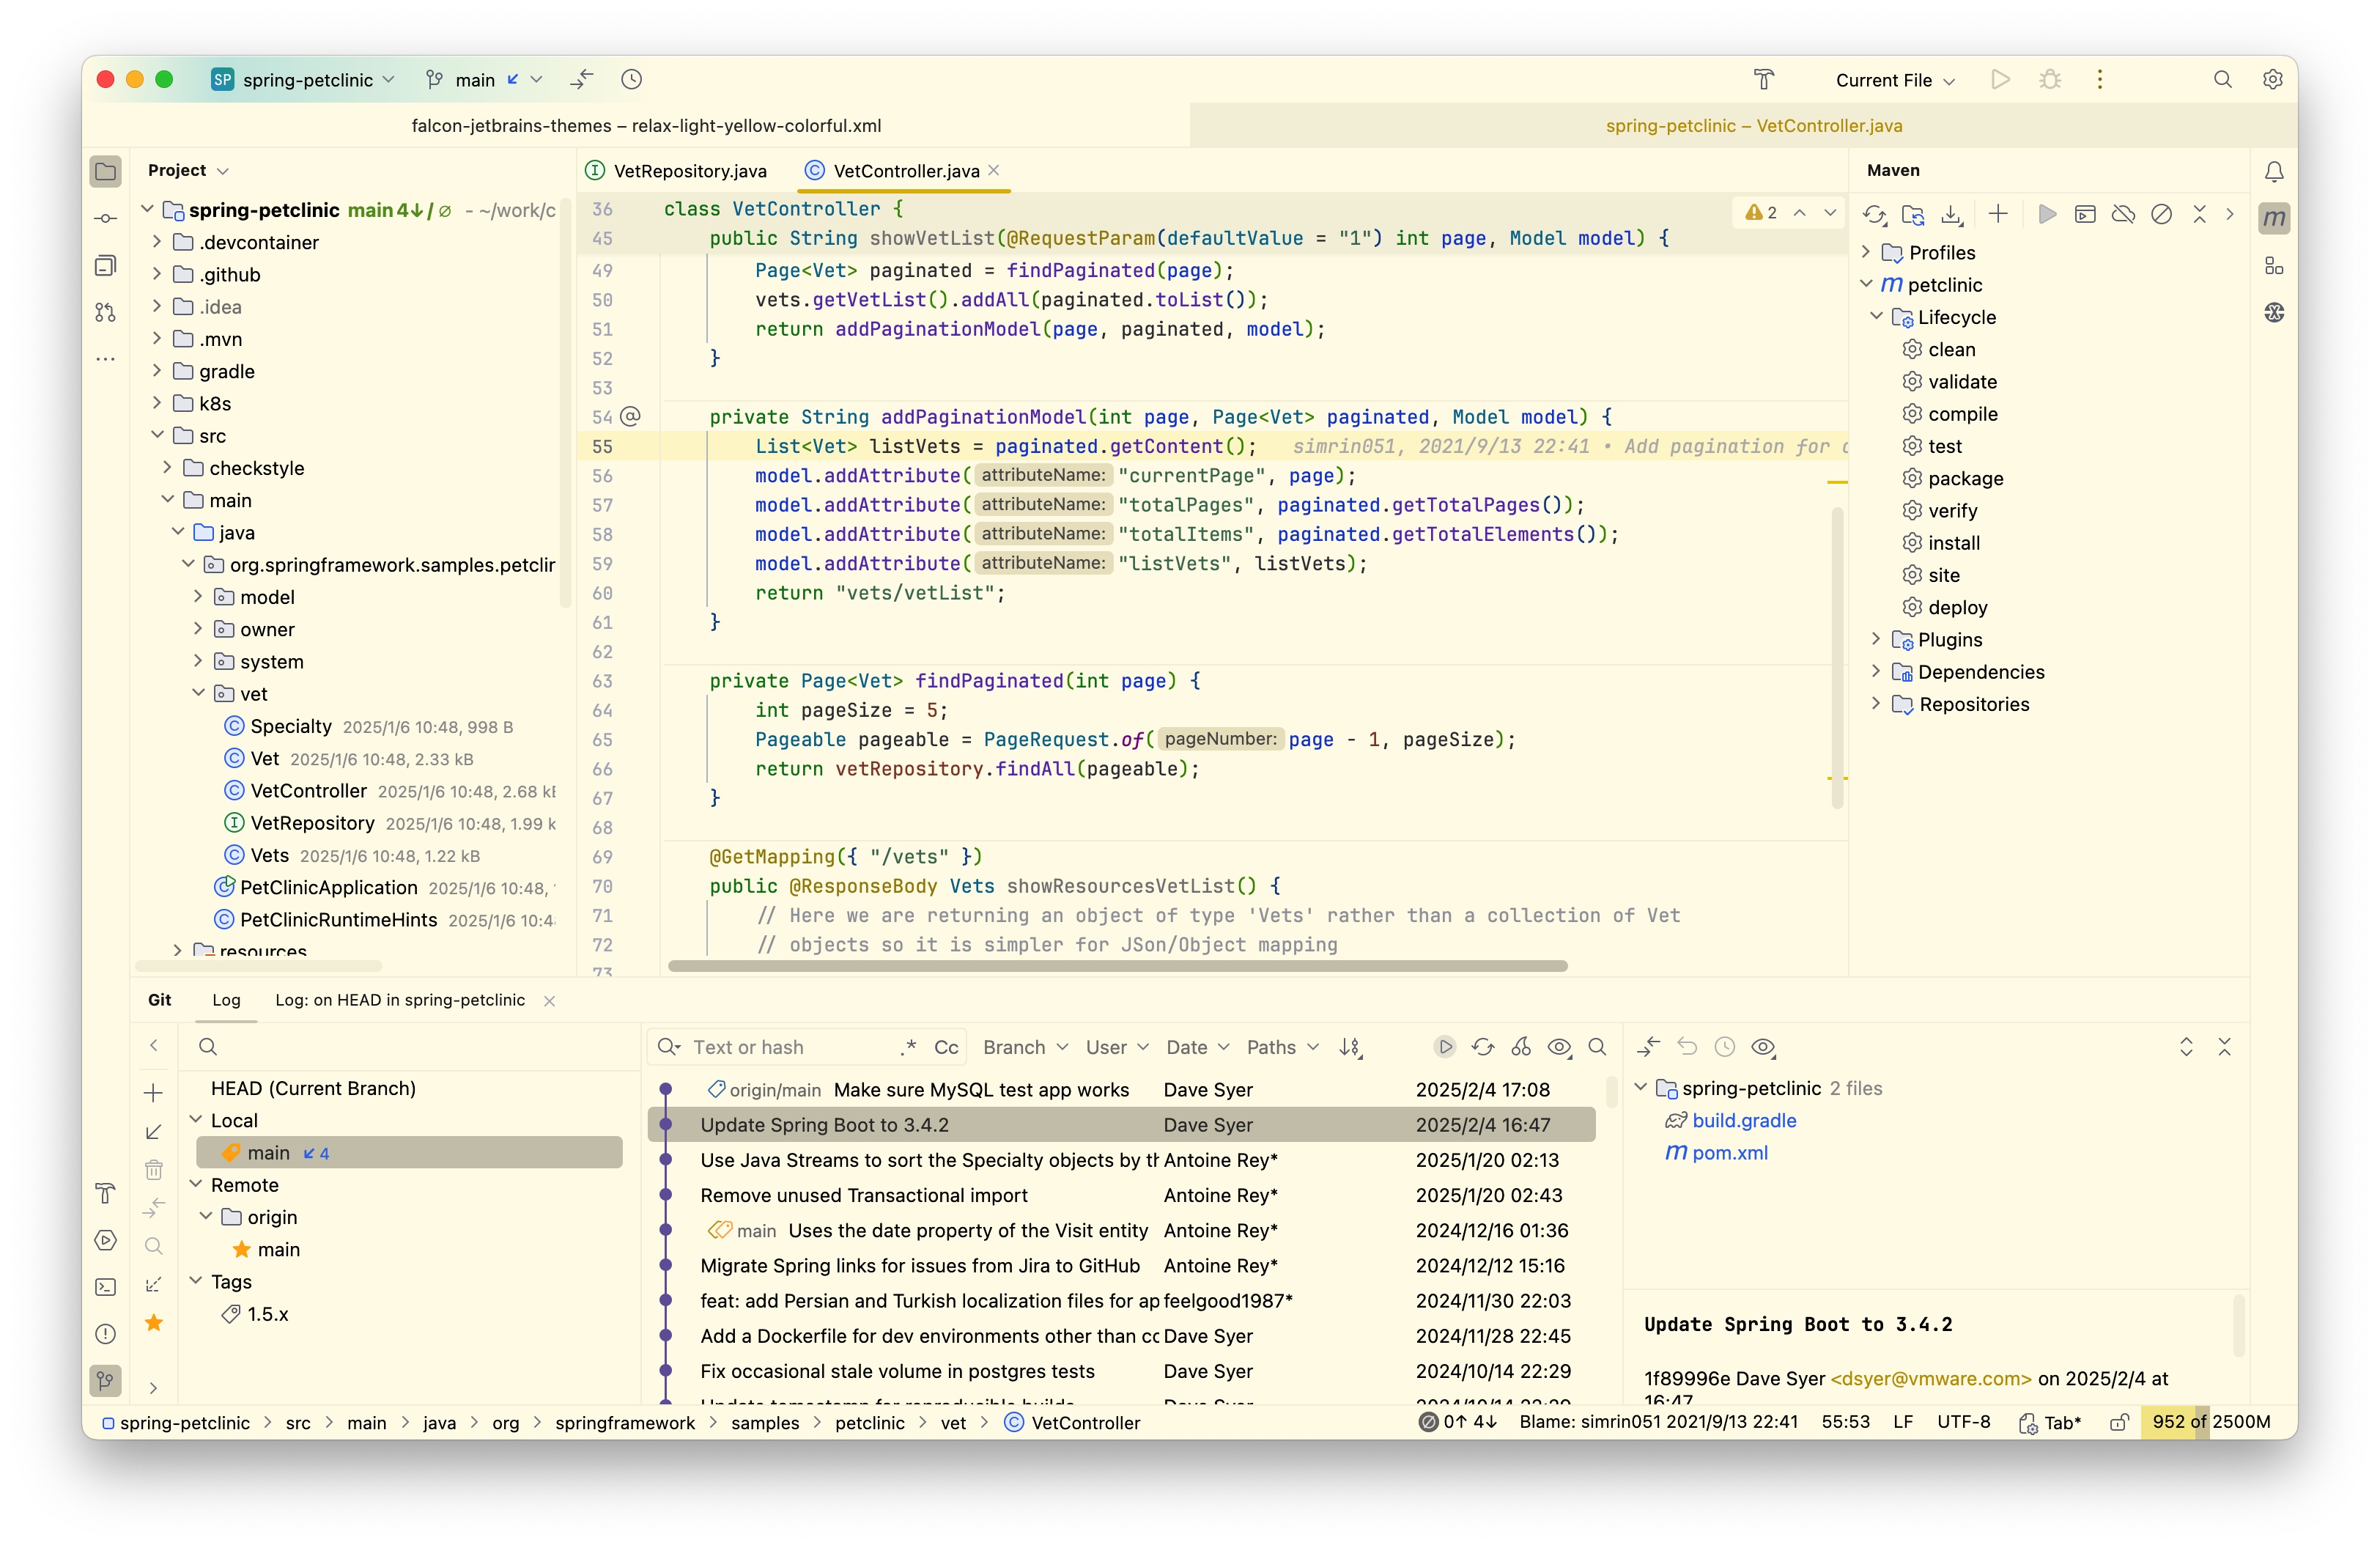 SP spring-petclinic main Current File
falcon-jetbrains-themes – relax-light-yellow-colorful.xml spring-petclinic – VetController.java
Project
spring-petclinic main 4↓ / ∅ - ~/work/c
.devcontainer
.github
.idea
.mvn
gradle
k8s
src
checkstyle
main
java
org.springframework.samples.petclir
model
owner
system
vet
Specialty 2025/1/6 10:48, 998 B
Vet 2025/1/6 10:48, 2.33 kB
VetController 2025/1/6 10:48, 2.68 kB
VetRepository 2025/1/6 10:48, 1.99 k
Vets 2025/1/6 10:48, 1.22 kB
PetClinicApplication 2025/1/6 10:48,
PetClinicRuntimeHints 2025/1/6 10:4
resources
VetRepository.java VetController.java
36 class VetController { 2
45 public String showVetList(@RequestParam(defaultValue = "1") int page, Model model) {
49 Page<Vet> paginated = findPaginated(page);
50 vets.getVetList().addAll(paginated.toList());
51 return addPaginationModel(page, paginated, model);
52 }
53
54 @ private String addPaginationModel(int page, Page<Vet> paginated, Model model) {
55 List<Vet> listVets = paginated.getContent(); simrin051, 2021/9/13 22:41 • Add pagination for
56 model.addAttribute( attributeName: "currentPage", page);
57 model.addAttribute( attributeName: "totalPages", paginated.getTotalPages());
58 model.addAttribute( attributeName: "totalItems", paginated.getTotalElements());
59 model.addAttribute( attributeName: "listVets", listVets);
60 return "vets/vetList";
61 }
62
63 private Page<Vet> findPaginated(int page) {
64 int pageSize = 5;
65 Pageable pageable = PageRequest.of( pageNumber: page - 1, pageSize);
66 return vetRepository.findAll(pageable);
67 }
68
69 @GetMapping({ "/vets" })
70 public @ResponseBody Vets showResourcesVetList() {
71 // Here we are returning an object of type 'Vets' rather than a collection of Vet
72 // objects so it is simpler for JSon/Object mapping
73
Maven
Profiles
m petclinic
Lifecycle
clean
validate
compile
test
package
verify
install
site
deploy
Plugins
Dependencies
Repositories
m
Git Log Log: on HEAD in spring-petclinic
HEAD (Current Branch)
Local
main 4
Remote
origin
main
Tags
1.5.x
Text or hash .* Cc Branch User Date Paths
origin/main Make sure MySQL test app works Dave Syer 2025/2/4 17:08
Update Spring Boot to 3.4.2 Dave Syer 2025/2/4 16:47
Use Java Streams to sort the Specialty objects by th Antoine Rey* 2025/1/20 02:13
Remove unused Transactional import Antoine Rey* 2025/1/20 02:43
main Uses the date property of the Visit entity Antoine Rey* 2024/12/16 01:36
Migrate Spring links for issues from Jira to GitHub Antoine Rey* 2024/12/12 15:16
feat: add Persian and Turkish localization files for ap feelgood1987* 2024/11/30 22:03
Add a Dockerfile for dev environments other than co Dave Syer 2024/11/28 22:45
Fix occasional stale volume in postgres tests Dave Syer 2024/10/14 22:29
Update temestamp for reproducible builds Dave Syer 2024/10/14 22:29
spring-petclinic 2 files
build.gradle
m pom.xml
Update Spring Boot to 3.4.2
1f89996e Dave Syer <dsyer@vmware.com> on 2025/2/4 at
16:47
spring-petclinic > src > main > java > org > springframework > samples > petclinic > vet > VetController 0↑ 4↓ Blame: simrin051 2021/9/13 22:41 55:53 LF UTF-8 Tab* 952 of 2500M